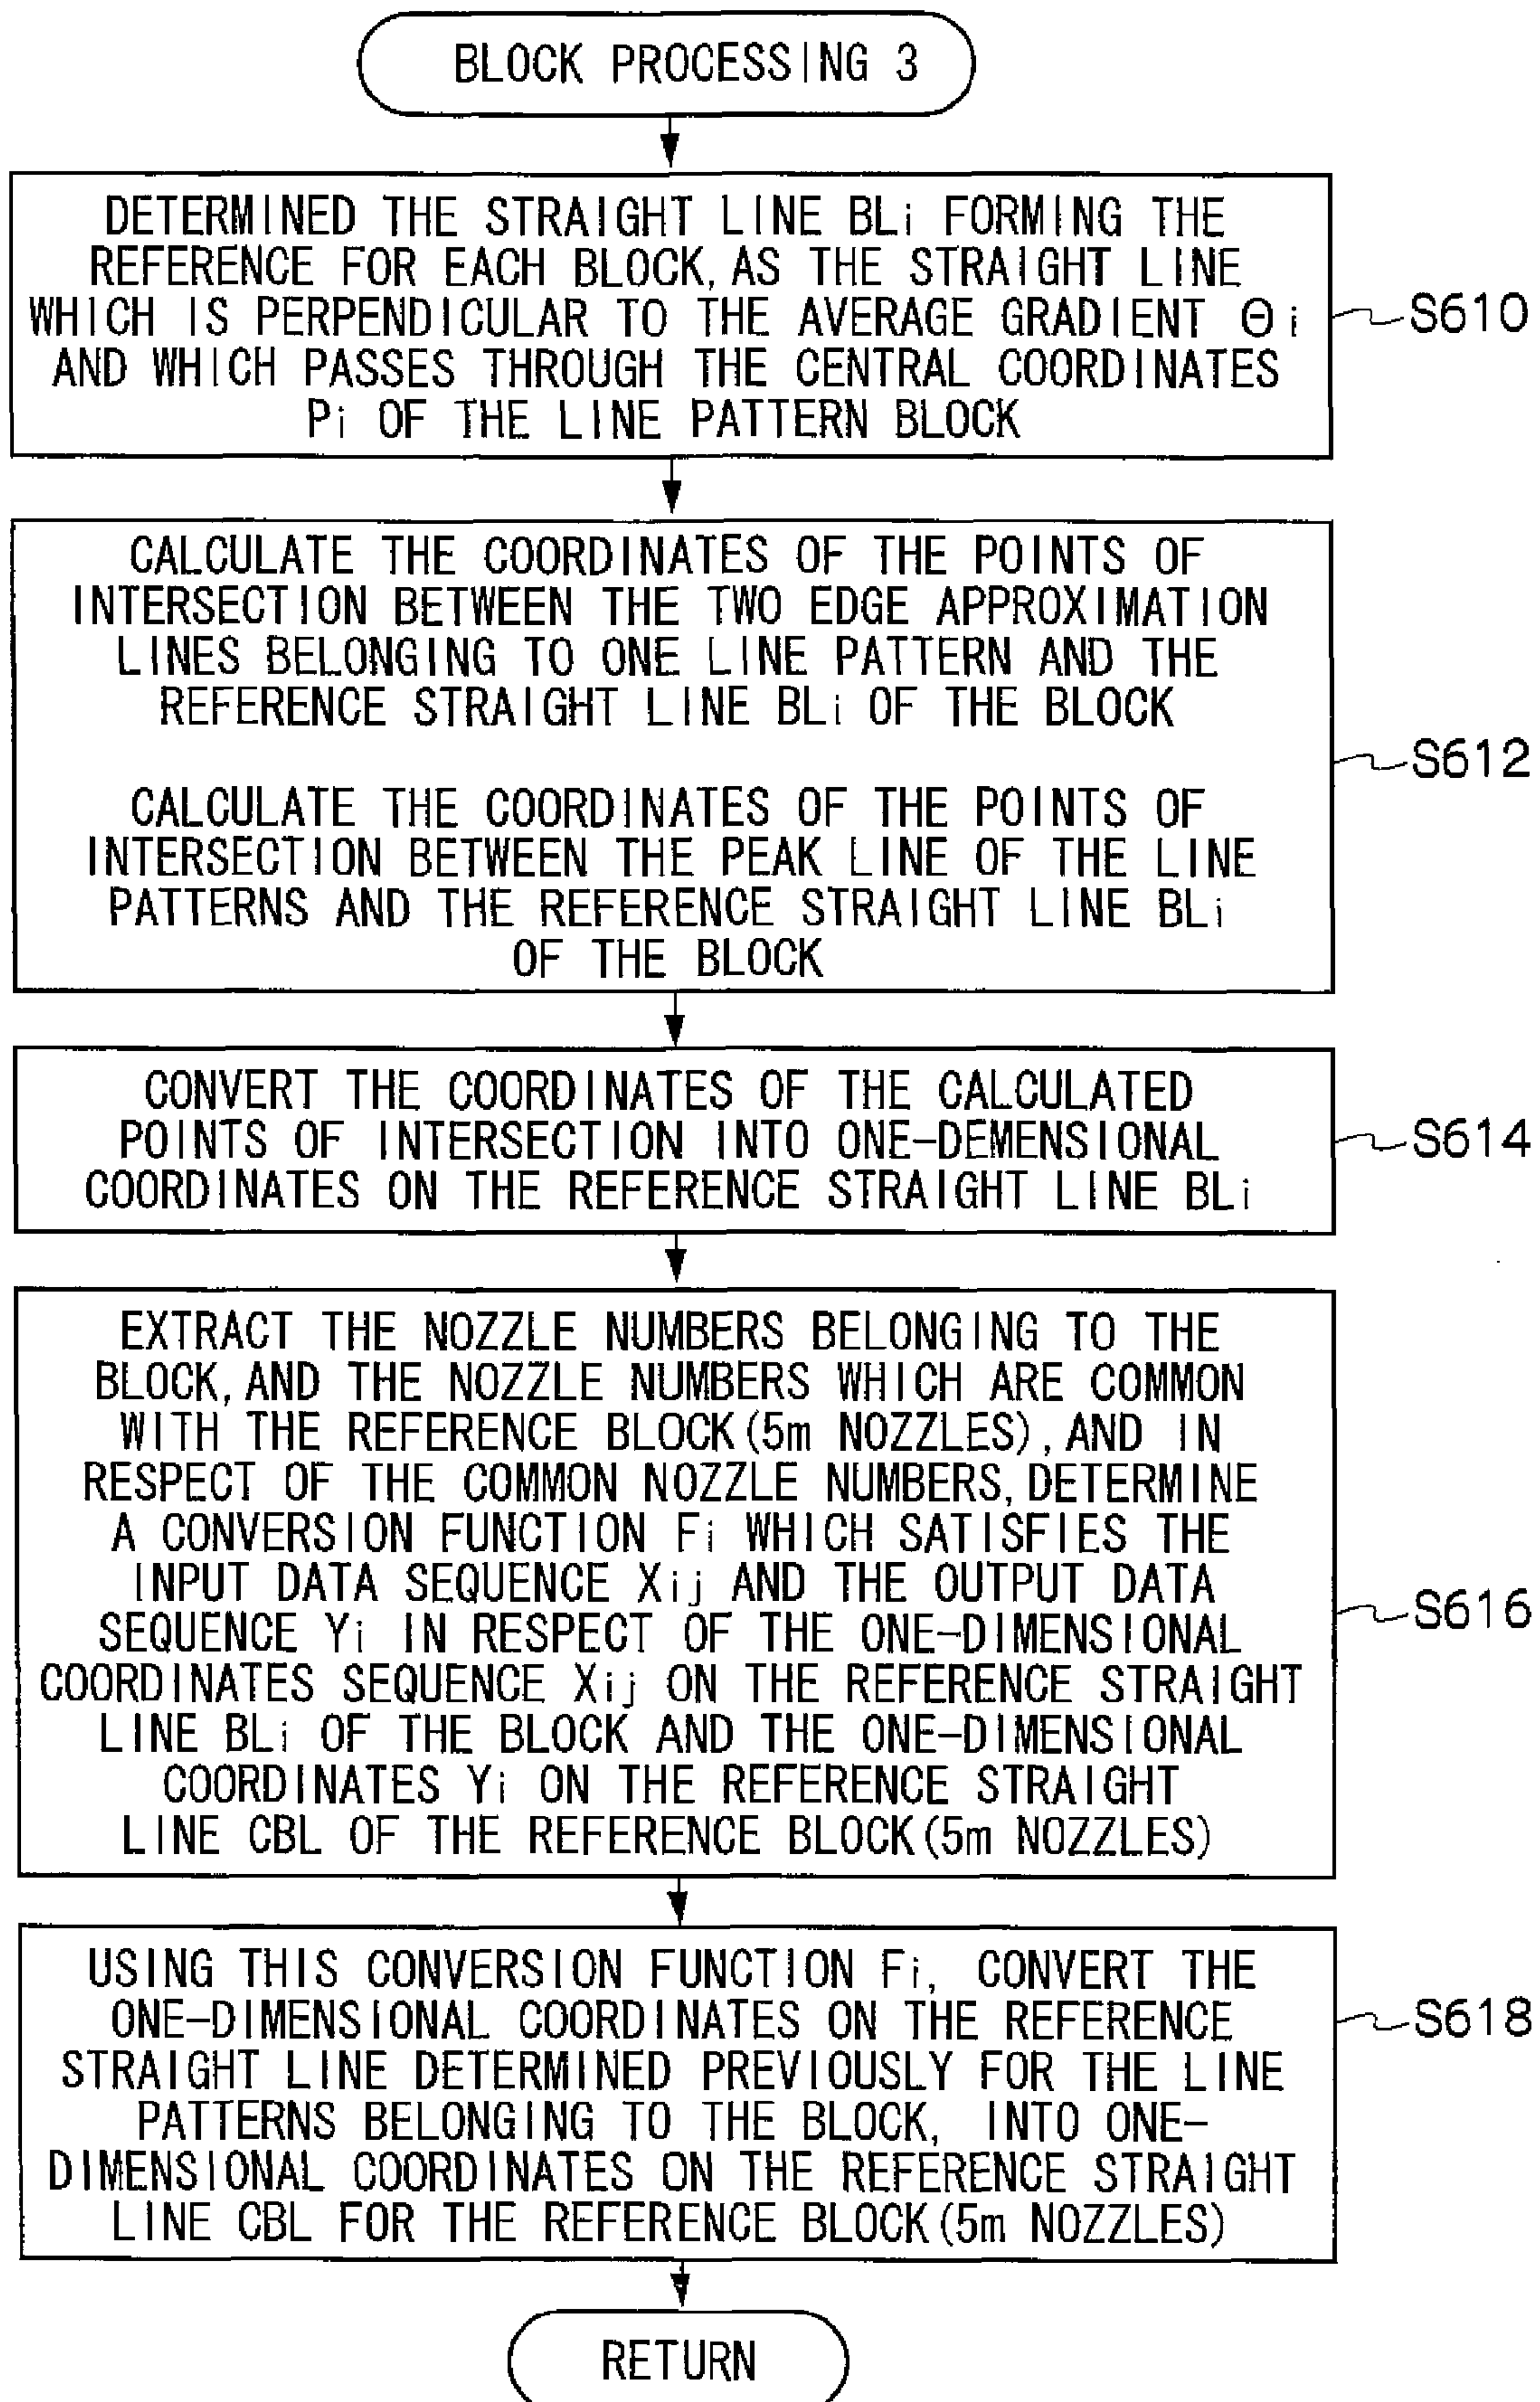 BLOCK PROCESSING 3
DETERMINED THE STRAIGHT LINE BLi FORMING THE
REFERENCE FOR EACH BLOCK, AS THE STRAIGHT LINE
WHICH IS PERPENDICULAR TO THE AVERAGE GRADIENT Θi
AND WHICH PASSES THROUGH THE CENTRAL COORDINATES
Pi OF THE LINE PATTERN BLOCK
S610
CALCULATE THE COORDINATES OF THE POINTS OF
INTERSECTION BETWEEN THE TWO EDGE APPROXIMATION
LINES BELONGING TO ONE LINE PATTERN AND THE
REFERENCE STRAIGHT LINE BLi OF THE BLOCK
CALCULATE THE COORDINATES OF THE POINTS OF
INTERSECTION BETWEEN THE PEAK LINE OF THE LINE
PATTERNS AND THE REFERENCE STRAIGHT LINE BLi
OF THE BLOCK
S612
CONVERT THE COORDINATES OF THE CALCULATED
POINTS OF INTERSECTION INTO ONE-DEMENSIONAL
COORDINATES ON THE REFERENCE STRAIGHT LINE BLi
S614
EXTRACT THE NOZZLE NUMBERS BELONGING TO THE
BLOCK, AND THE NOZZLE NUMBERS WHICH ARE COMMON
WITH THE REFERENCE BLOCK(5m NOZZLES), AND IN
RESPECT OF THE COMMON NOZZLE NUMBERS, DETERMINE
A CONVERSION FUNCTION Fi WHICH SATISFIES THE
INPUT DATA SEQUENCE Xij AND THE OUTPUT DATA
SEQUENCE Yi IN RESPECT OF THE ONE-DIMENSIONAL
COORDINATES SEQUENCE Xij ON THE REFERENCE STRAIGHT
LINE BLi OF THE BLOCK AND THE ONE-DIMENSIONAL
COORDINATES Yi ON THE REFERENCE STRAIGHT
LINE CBL OF THE REFERENCE BLOCK(5m NOZZLES)
S616
USING THIS CONVERSION FUNCTION Fi, CONVERT THE
ONE-DIMENSIONAL COORDINATES ON THE REFERENCE
STRAIGHT LINE DETERMINED PREVIOUSLY FOR THE LINE
PATTERNS BELONGING TO THE BLOCK, INTO ONE-
DIMENSIONAL COORDINATES ON THE REFERENCE STRAIGHT
LINE CBL FOR THE REFERENCE BLOCK(5m NOZZLES)
S618
RETURN